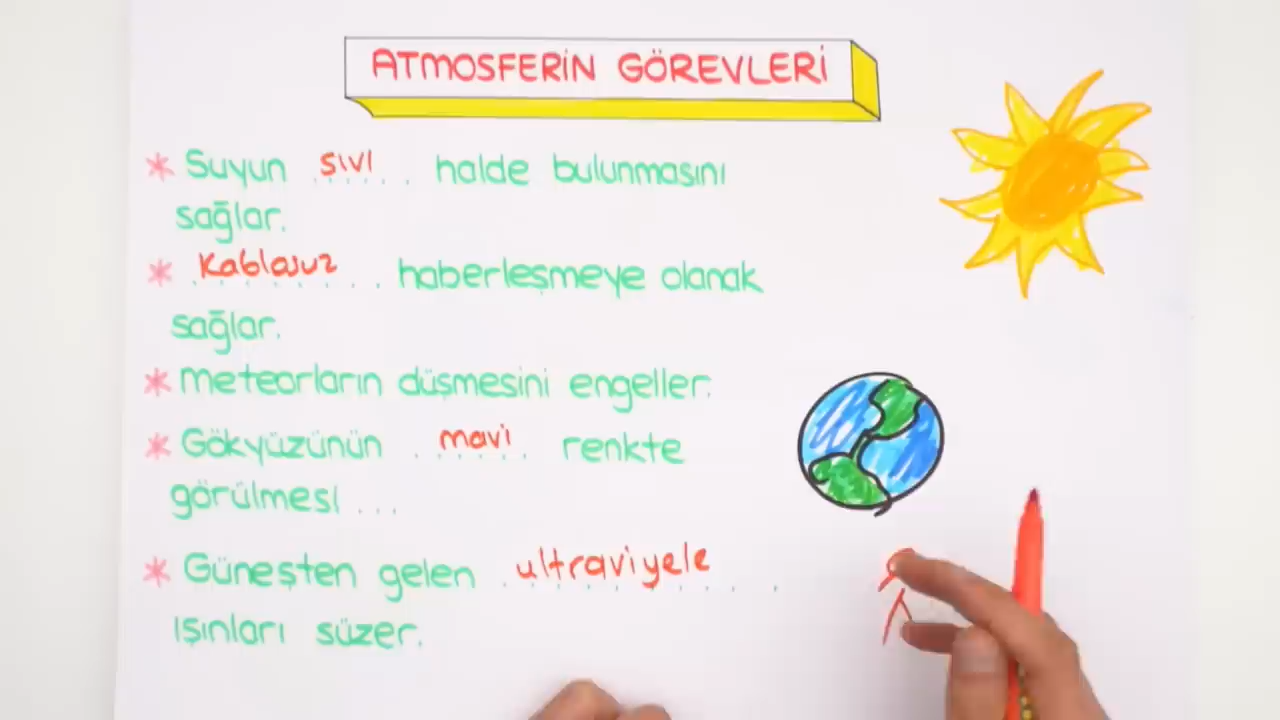 ATMOSFERİN GÖREVLERİ
* Suyun sıvı halde bulunmasını
sağlar.
* Kablosuz haberleşmeye olanak
sağlar.
* Meteorların düşmesini engeller.
* Gökyüzünün mavi renkte
görülmesi ...
* Güneşten gelen ultraviyele
ışınları süzer.